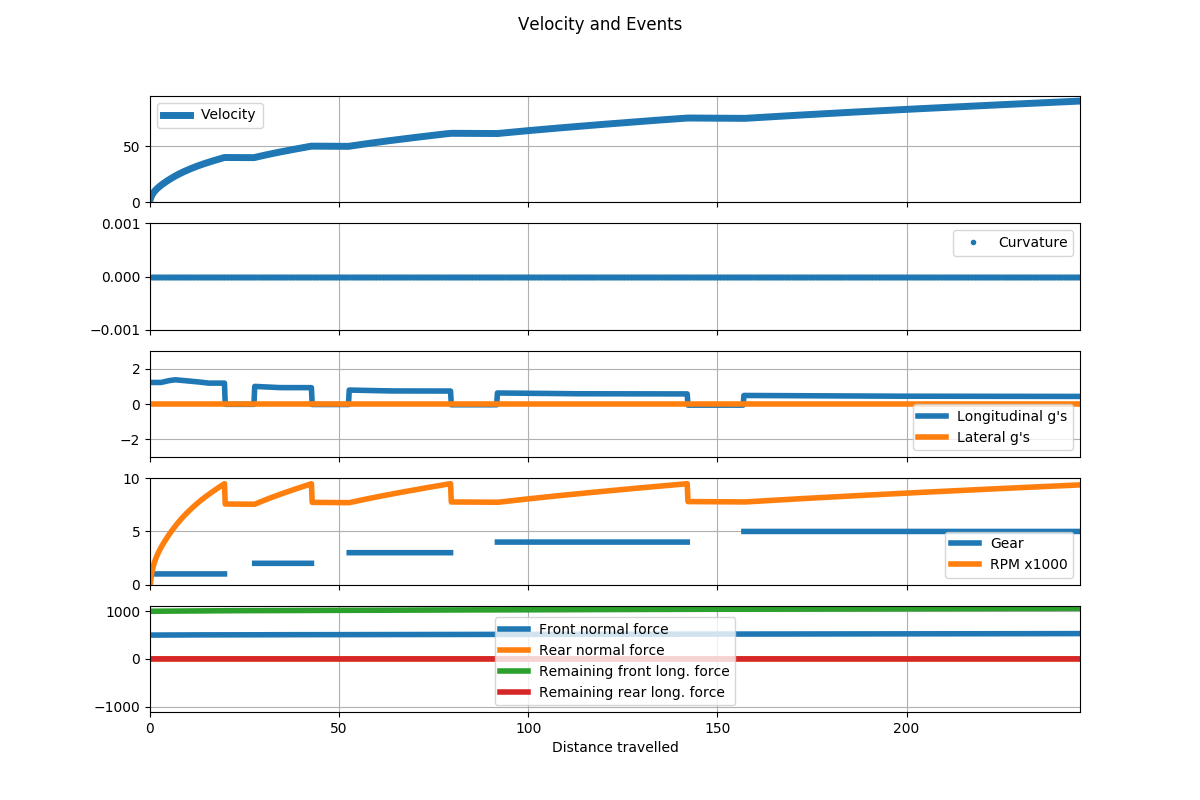 Velocity and Events
Velocity
50
0
0.001
0.000
−0.001
Curvature
2
0
−2
Longitudinal g's
Lateral g's
10
5
0
Gear
RPM x1000
1000
0
−1000
Front normal force
Rear normal force
Remaining front long. force
Remaining rear long. force
0 50 100 150 200
Distance travelled